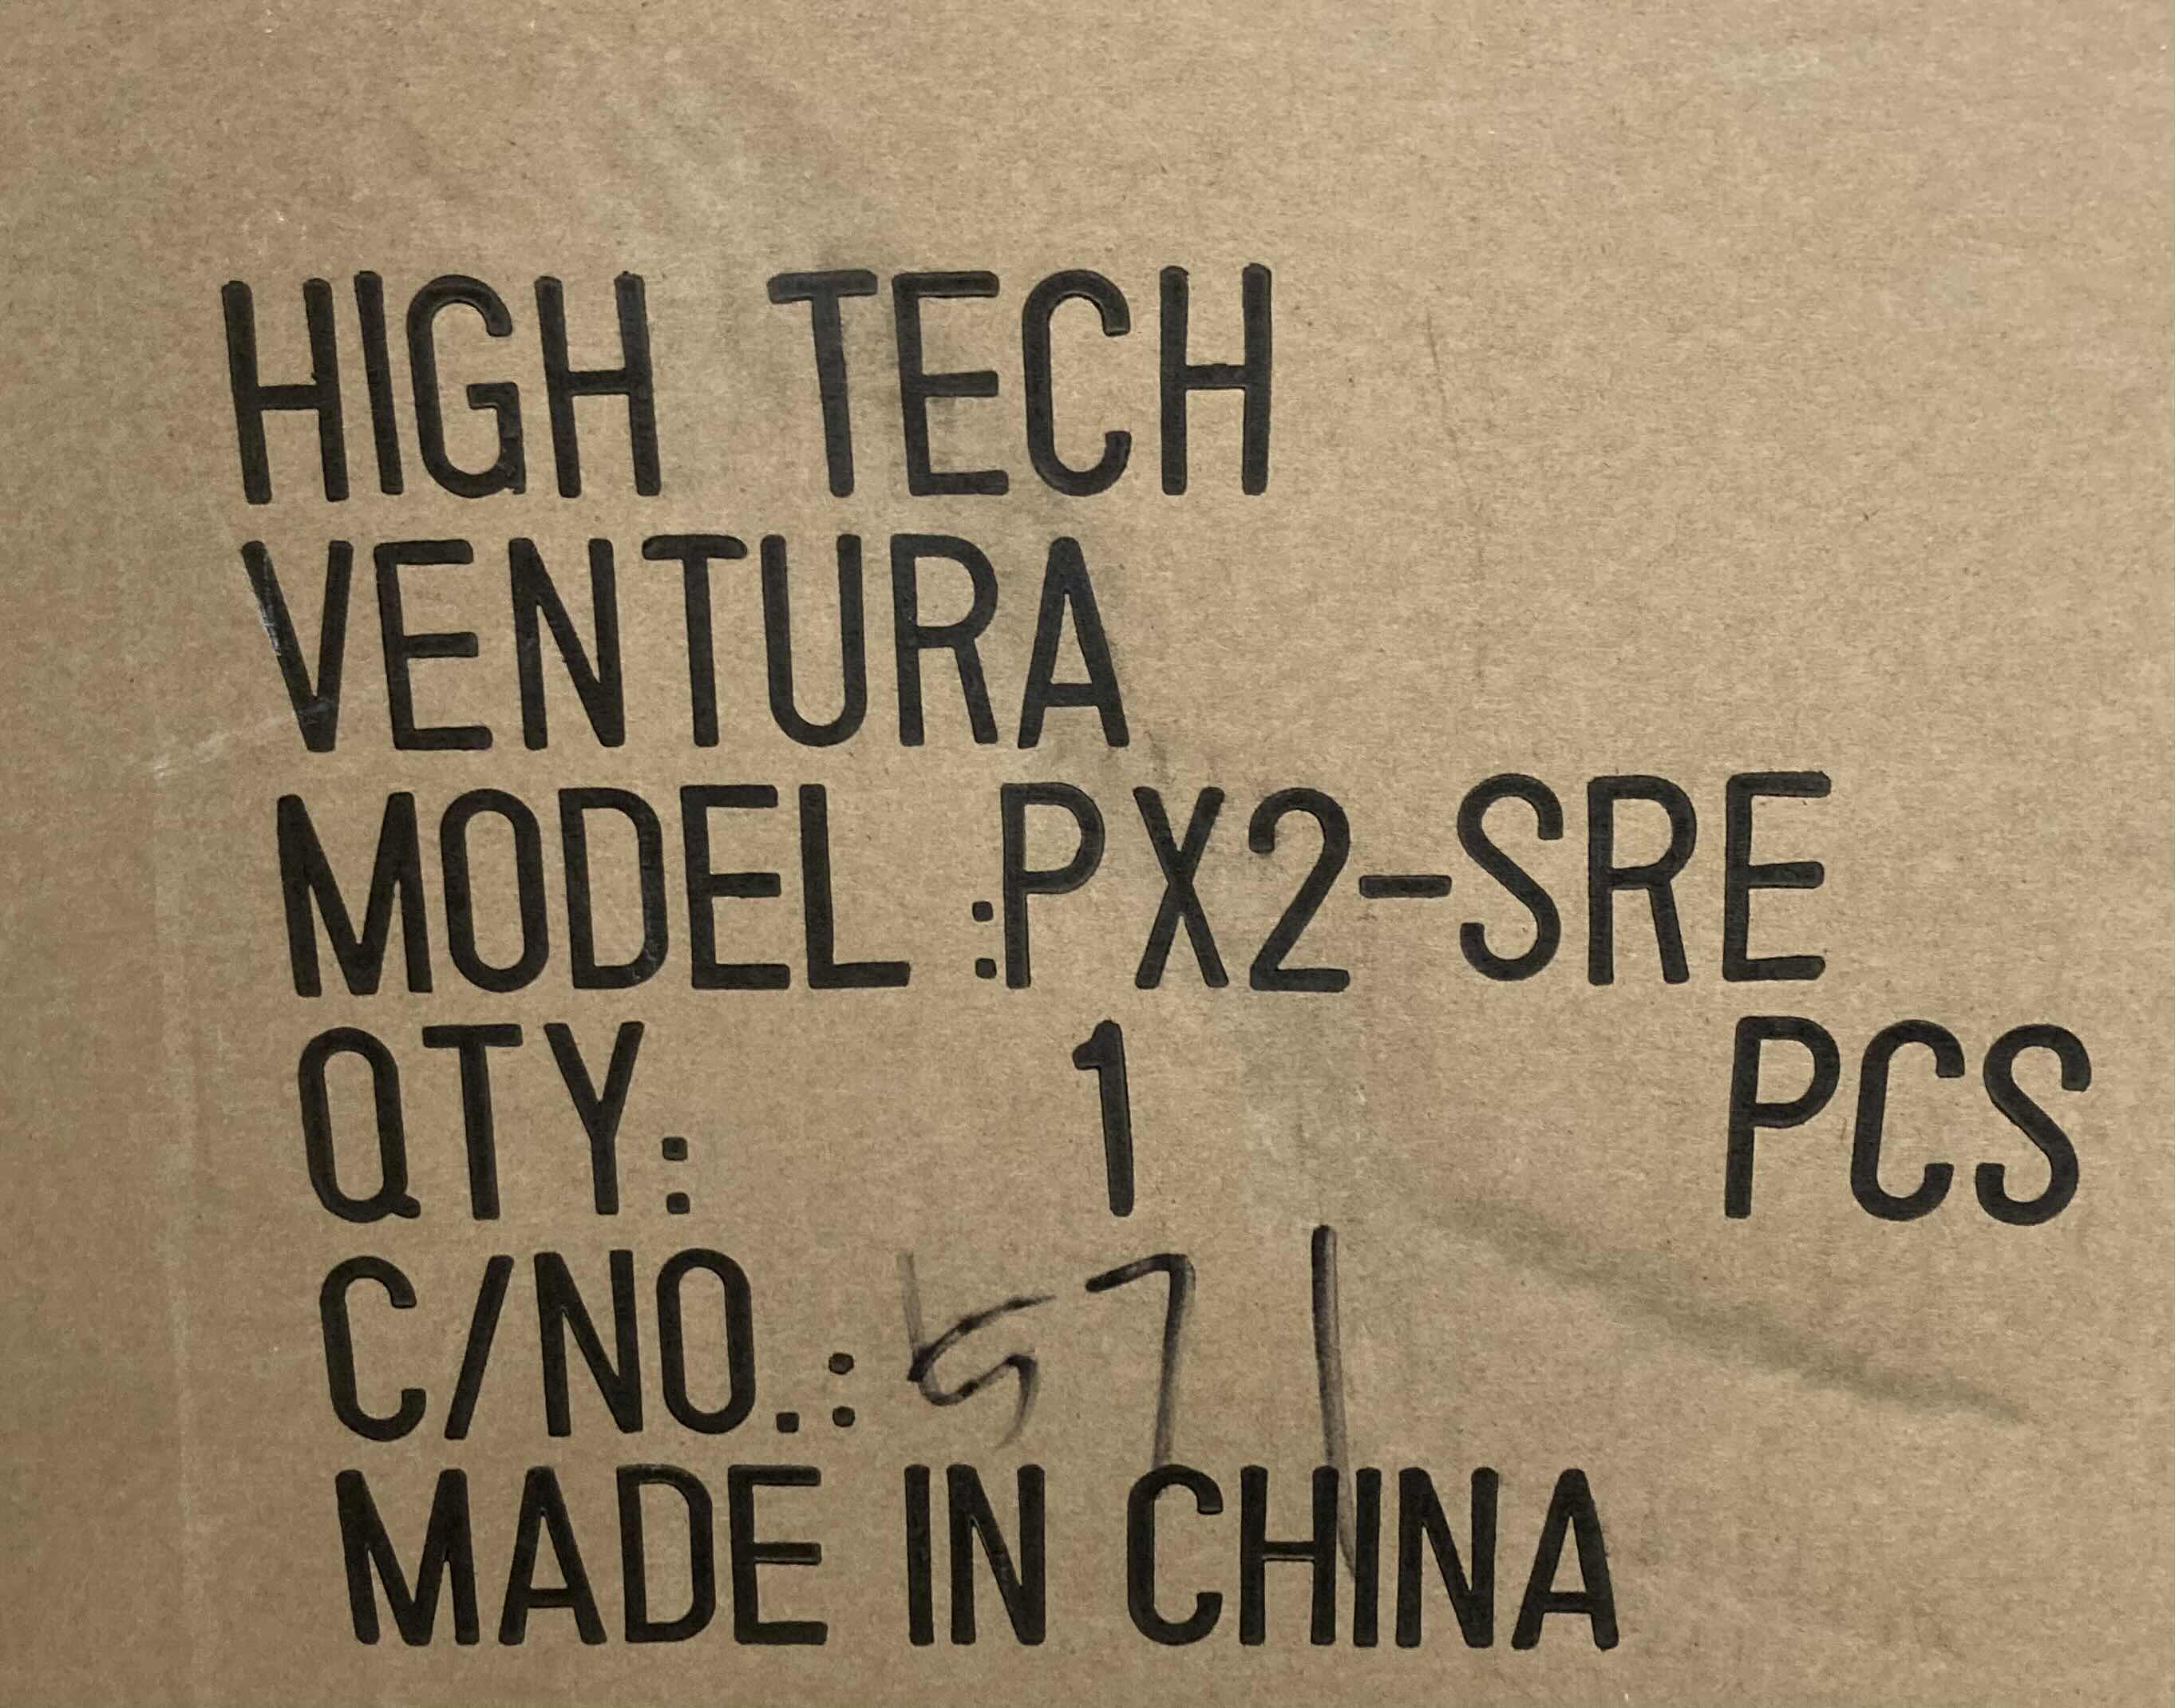 HIGH TECH
VENTURA
MODEL :PX2-SRE
QTY: 1 PCS
C/NO.: 571
MADE IN CHINA